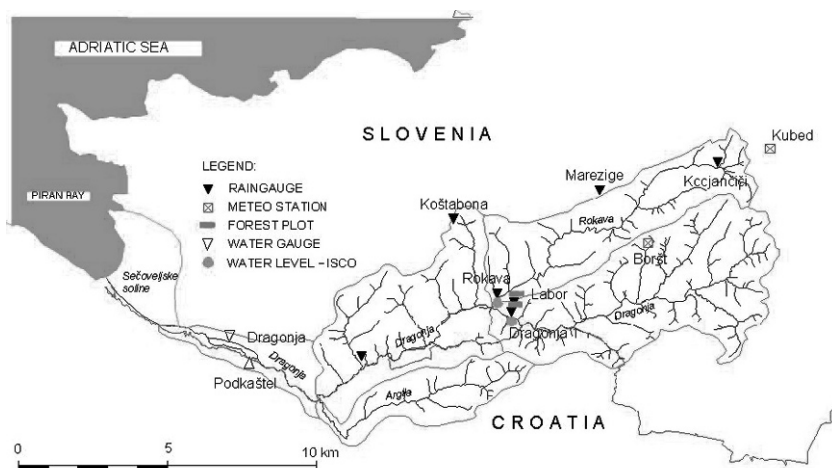 ADRIATIC SEA
SLOVENIA
Kubed
LEGEND:
RAINGAUGE
METEO STATION
FOREST PLOT
WATER GAUGE
WATER LEVEL –ISCO
PIRAN BAY
Marezige
Kccjančiči
Koštabona
Rokava
Boršt
Sečoveljske
soline
Rokava
Labor
Dragonja
Dragonja
Dragonja
Dragonja
Dragonja
Podkaštel
Argila
CROATIA
0 5 10 km